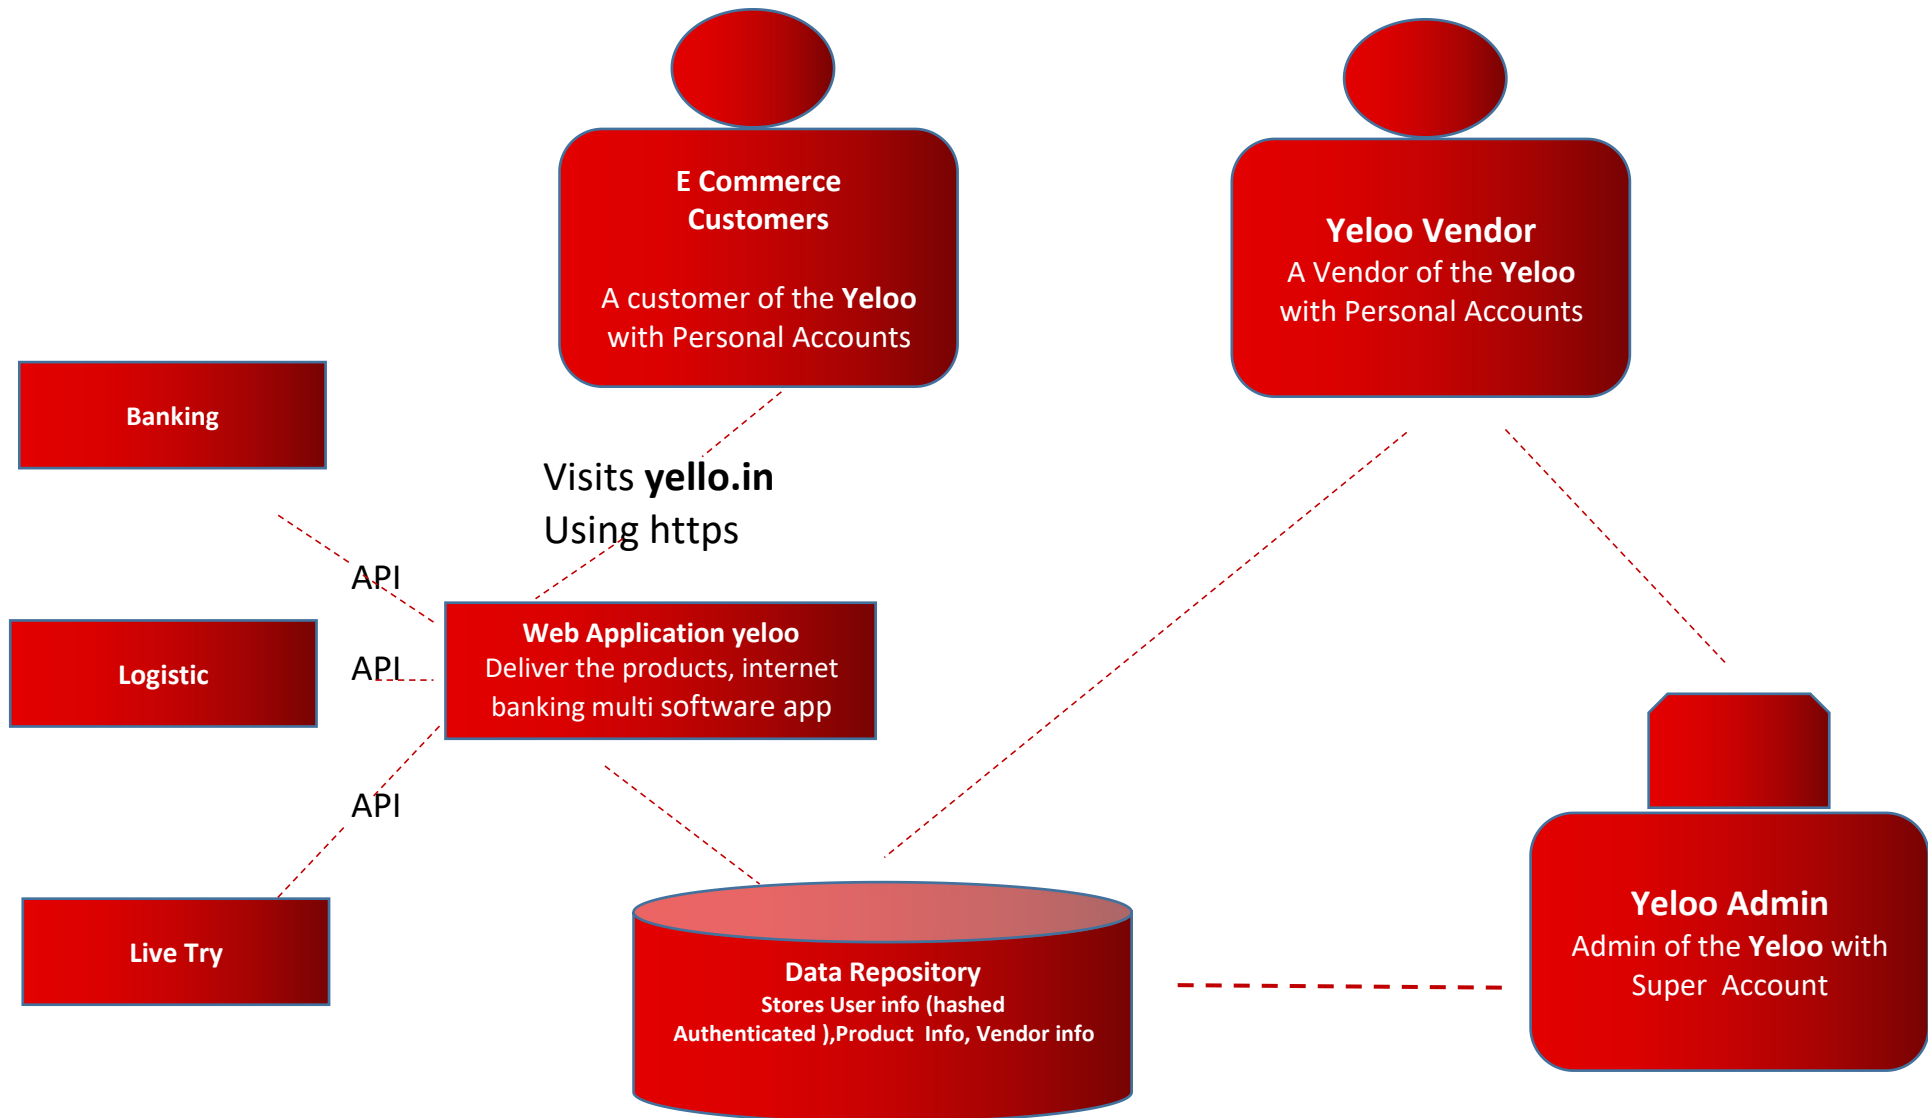 E Commerce
Customers
A customer of the Yeloo
with Personal Accounts
Yeloo Vendor
A Vendor of the Yeloo
with Personal Accounts
Banking
Visits yello.in
Using https
API
Logistic
API
Web Application yeloo
Deliver the products, internet
banking multi software app
API
Live Try
Data Repository
Stores User info (hashed
Authenticated ),Product Info, Vendor info
Yeloo Admin
Admin of the Yeloo with
Super Account